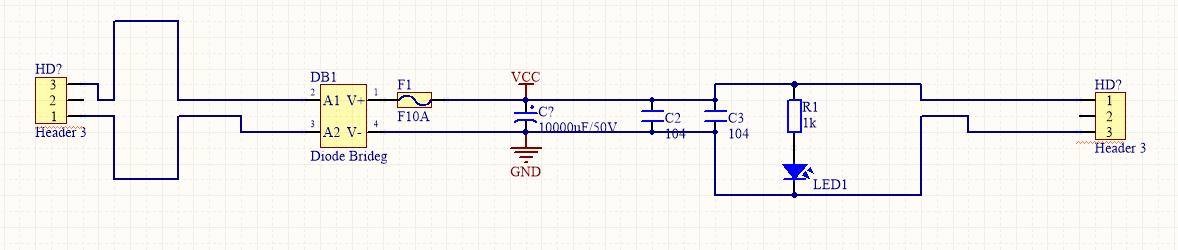 HD?
3
2
1
Header 3
DB1
2
A1 V+
1
3
A2 V-
4
Diode Brideg
F1
F10A
VCC
C?
10000uF/50V
GND
C2
104
C3
104
R1
1k
LED1
HD?
1
2
3
Header 3